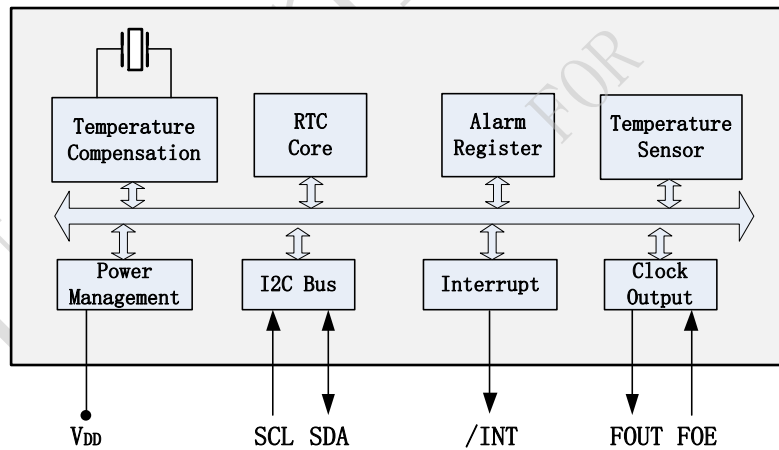 FOR
Temperature
Compensation
RTC
Core
Alarm
Register
Temperature
Sensor
Power
Management
I2C Bus
Interrupt
Clock
Output
VDD
SCL SDA
/INT
FOUT FOE